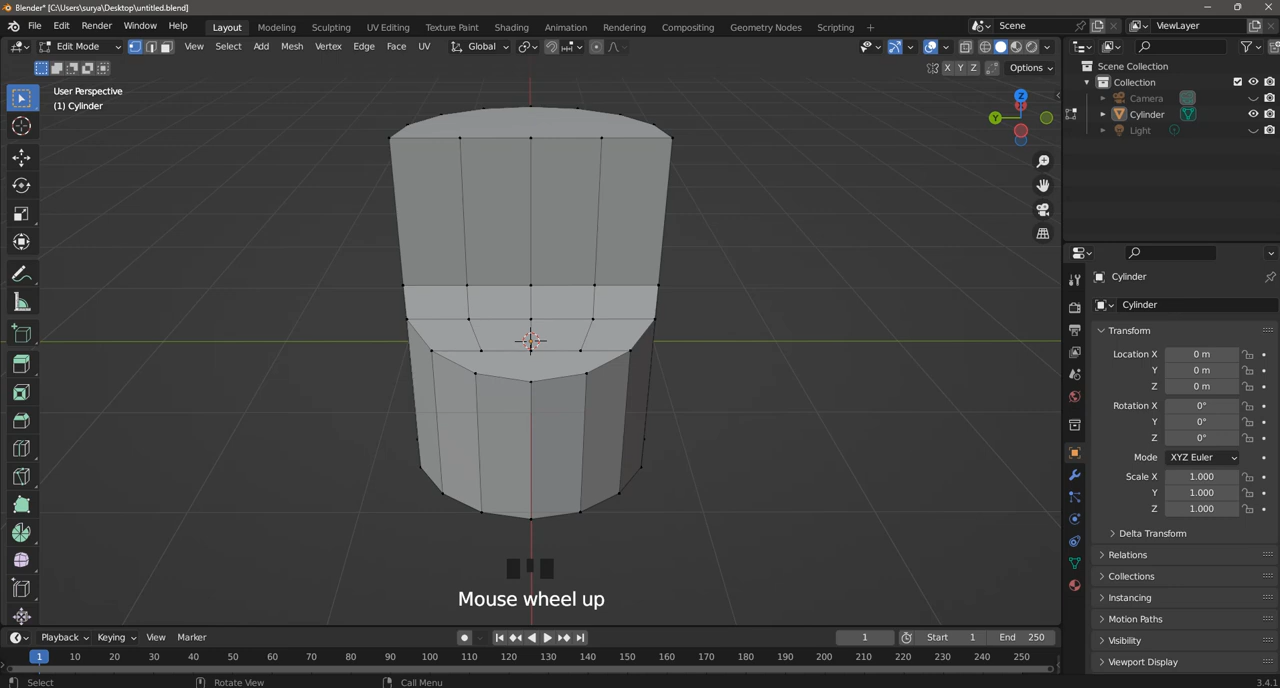 Blender* [C:\Users\surya\Desktop\untitled.blend]
File Edit Render Window Help Layout Modeling Sculpting UV Editing Texture Paint Shading Animation Rendering Compositing Geometry Nodes Scripting Scene ViewLayer
Edit Mode View Select Add Mesh Vertex Edge Face UV Global
X Y Z Options
User Perspective
(1) Cylinder
Z
Y
Scene Collection
Collection
Camera
Cylinder
Light
Cylinder
Cylinder
Transform
Location X 0 m
Y 0 m
Z 0 m
Rotation X 0°
Y 0°
Z 0°
Mode XYZ Euler
Scale X 1.000
Y 1.000
Z 1.000
Delta Transform
Relations
Collections
Instancing
Motion Paths
Visibility
Viewport Display
Mouse wheel up
Playback Keying View Marker 1 Start 1 End 250
1 10 20 30 40 50 60 70 80 90 100 110 120 130 140 150 160 170 180 190 200 210 220 230 240 250
Select Rotate View Call Menu 3.4.1